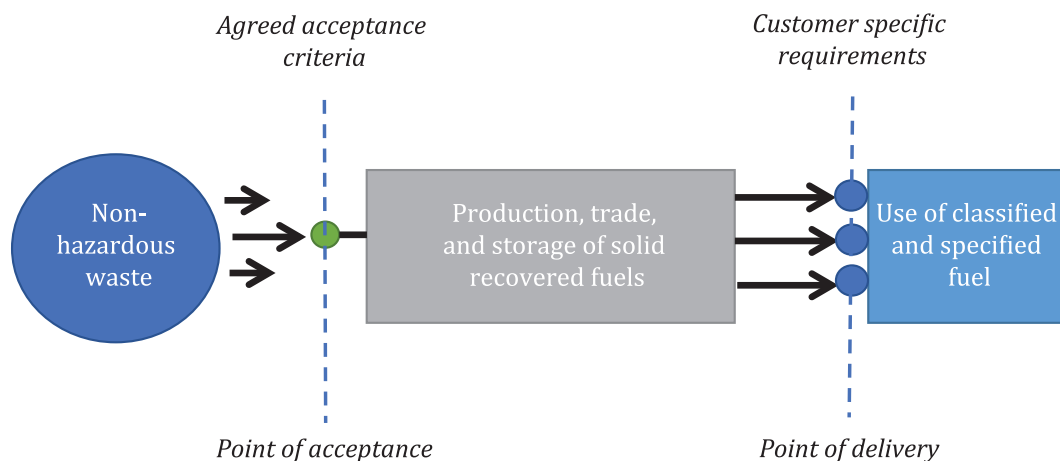 Agreed acceptance
criteria
Customer specific
requirements
Non-
hazardous
waste
Production, trade,
and storage of solid
recovered fuels
Use of classified
and specified
fuel
Point of acceptance
Point of delivery